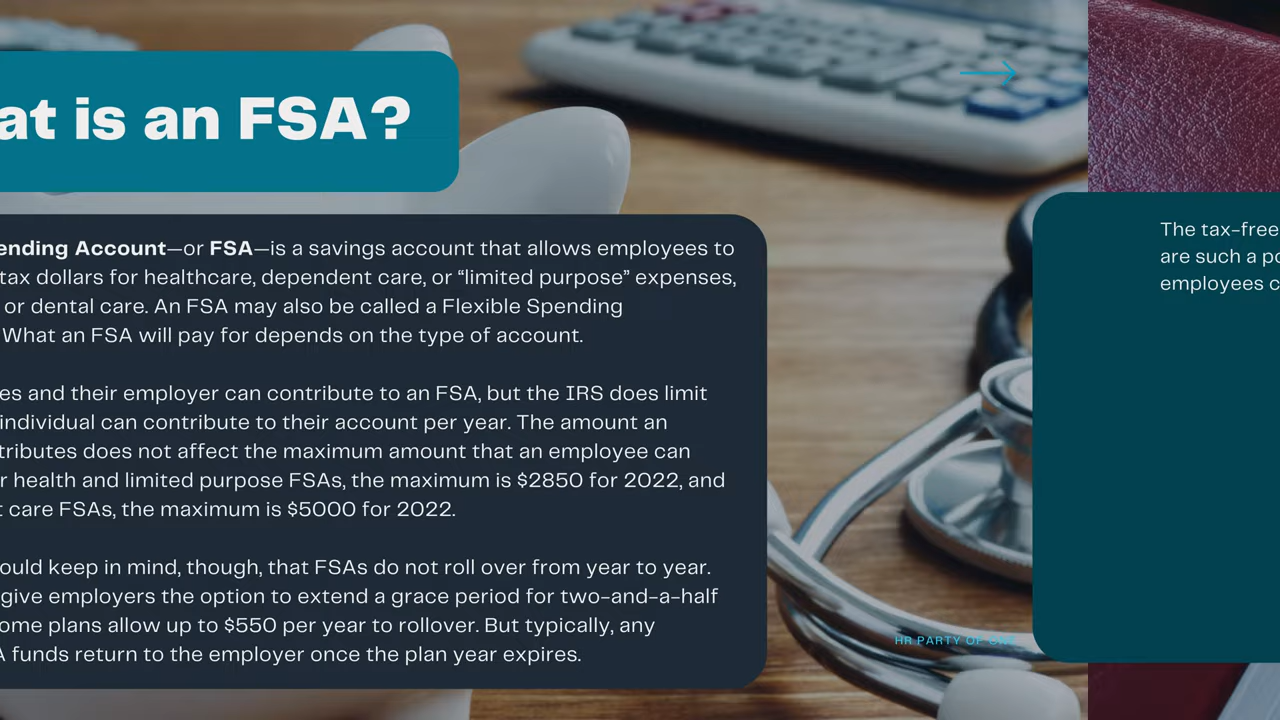 at is an FSA?
ending Account—or FSA—is a savings account that allows employees to
tax dollars for healthcare, dependent care, or “limited purpose” expenses,
or dental care. An FSA may also be called a Flexible Spending
What an FSA will pay for depends on the type of account.
es and their employer can contribute to an FSA, but the IRS does limit
individual can contribute to their account per year. The amount an
tributes does not affect the maximum amount that an employee can
r health and limited purpose FSAs, the maximum is $2850 for 2022, and
t care FSAs, the maximum is $5000 for 2022.
ould keep in mind, though, that FSAs do not roll over from year to year.
give employers the option to extend a grace period for two-and-a-half
ome plans allow up to $550 per year to rollover. But typically, any
A funds return to the employer once the plan year expires.
HR PARTY OF ONE
The tax-free
are such a po
employees c